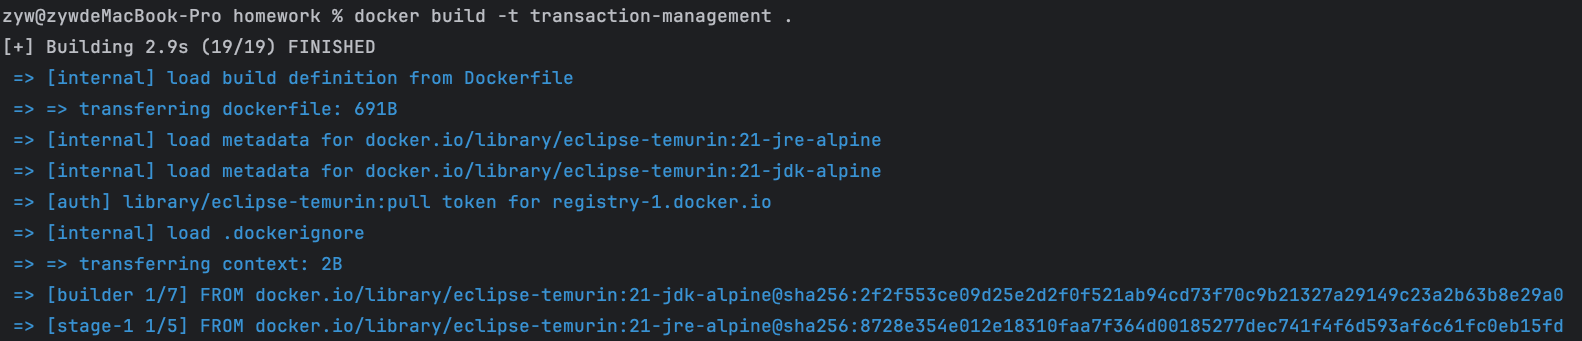 zyw@zywdeMacBook-Pro homework % docker build -t transaction-management .
[+] Building 2.9s (19/19) FINISHED
=> [internal] load build definition from Dockerfile
=> => transferring dockerfile: 691B
=> [internal] load metadata for docker.io/library/eclipse-temurin:21-jre-alpine
=> [internal] load metadata for docker.io/library/eclipse-temurin:21-jdk-alpine
=> [auth] library/eclipse-temurin:pull token for registry-1.docker.io
=> [internal] load .dockerignore
=> => transferring context: 2B
=> [builder 1/7] FROM docker.io/library/eclipse-temurin:21-jdk-alpine@sha256:2f2f553ce09d25e2d2f0f521ab94cd73f70c9b21327a29149c23a2b63b8e29a0
=> [stage-1 1/5] FROM docker.io/library/eclipse-temurin:21-jre-alpine@sha256:8728e354e012e18310faa7f364d00185277dec741f4f6d593af6c61fc0eb15fd